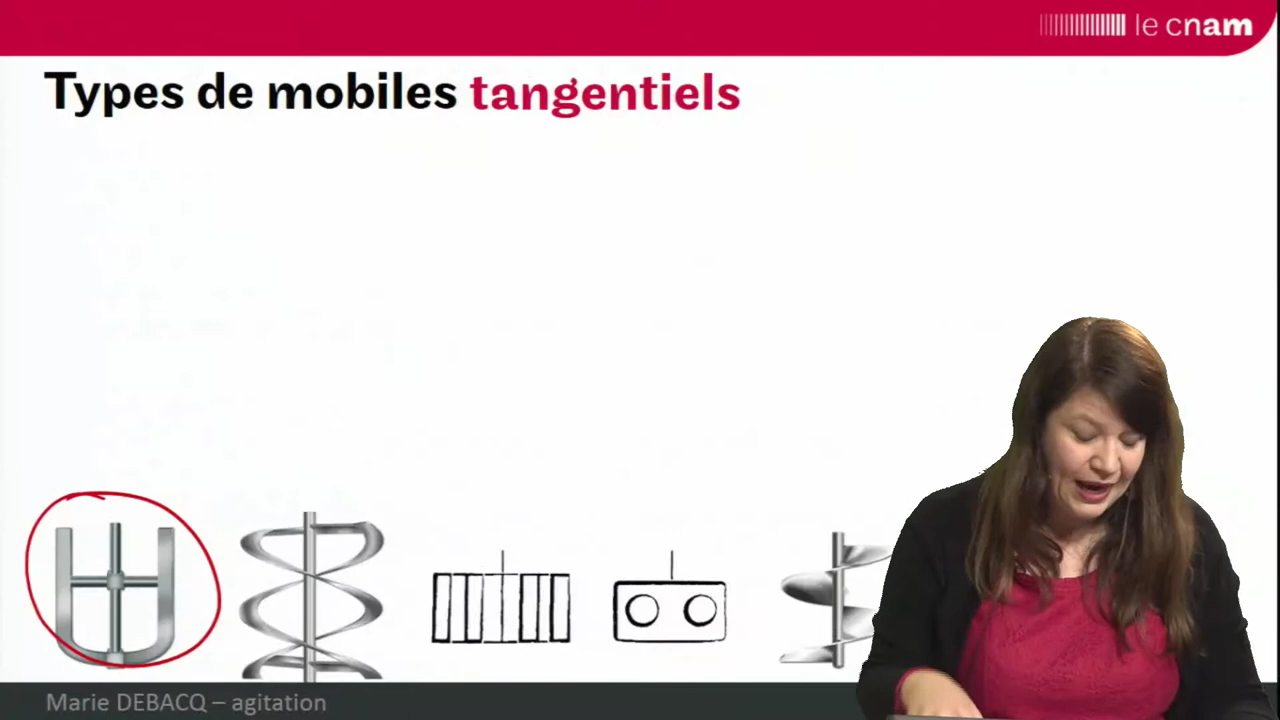 le cnam
Types de mobiles tangentiels
Marie DEBACQ – agitation